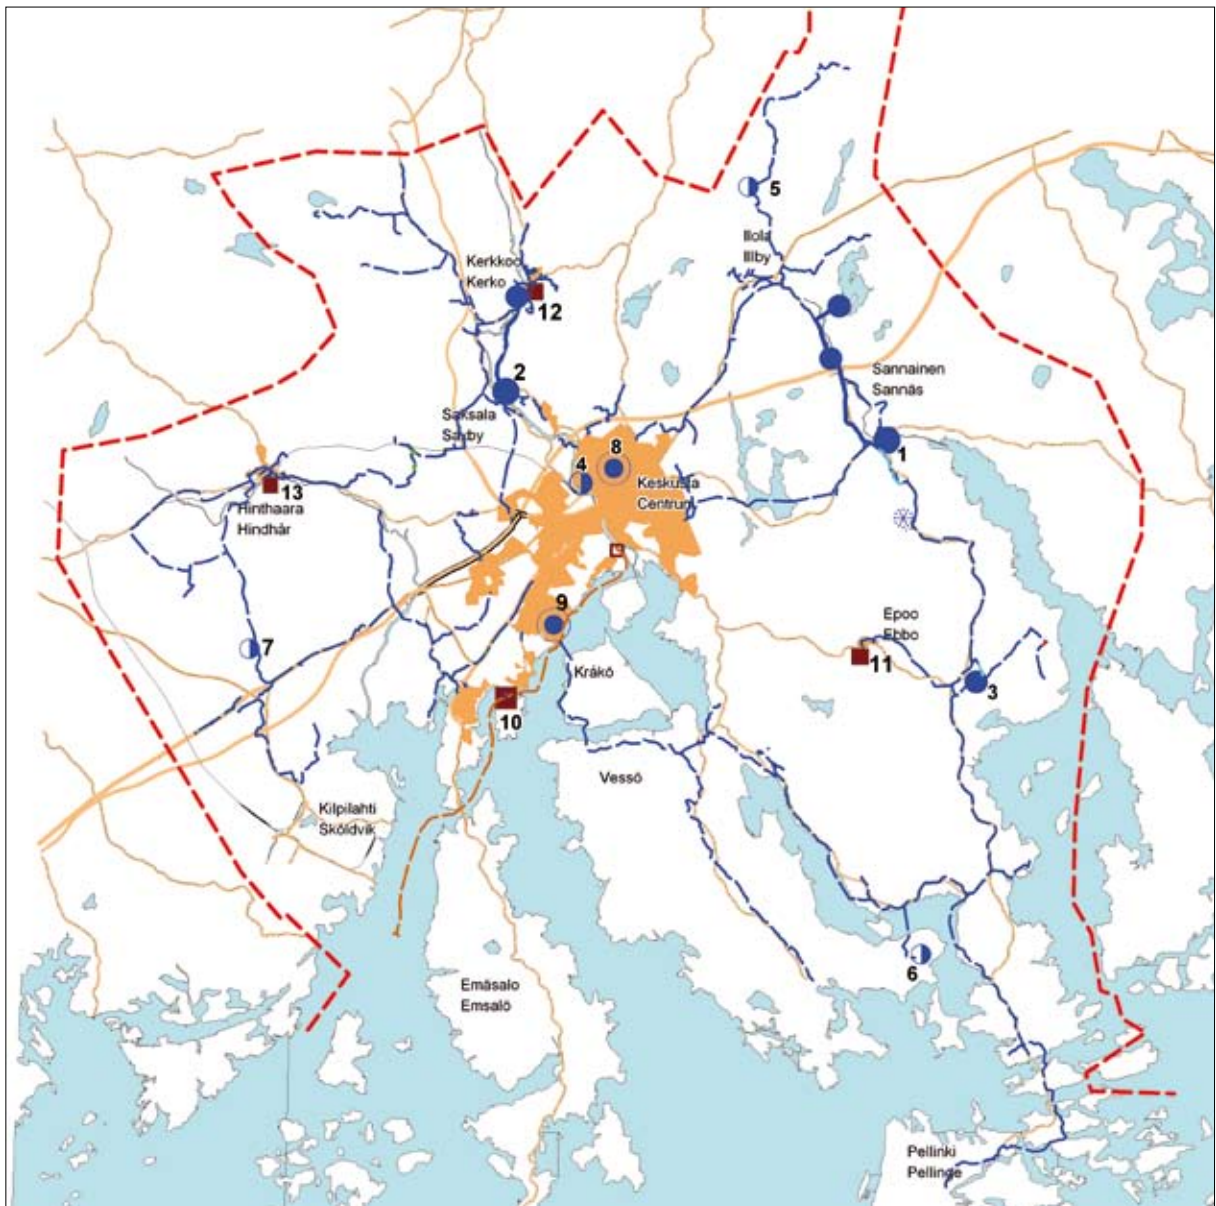 5
Illola
Illby
Kerkkoo
Kerko
12
Sannainen
Sannäs
2
Saksala
Saxby
1
8
4
Keskusta
Centrum
13
Hinthaara
Hindhår
9
Epoo
Ebbo
7
11
Kråkö
3
10
Vessö
Kilpilahti
Sköldvik
6
Emäsalo
Emsalö
Pellinki
Pellinge